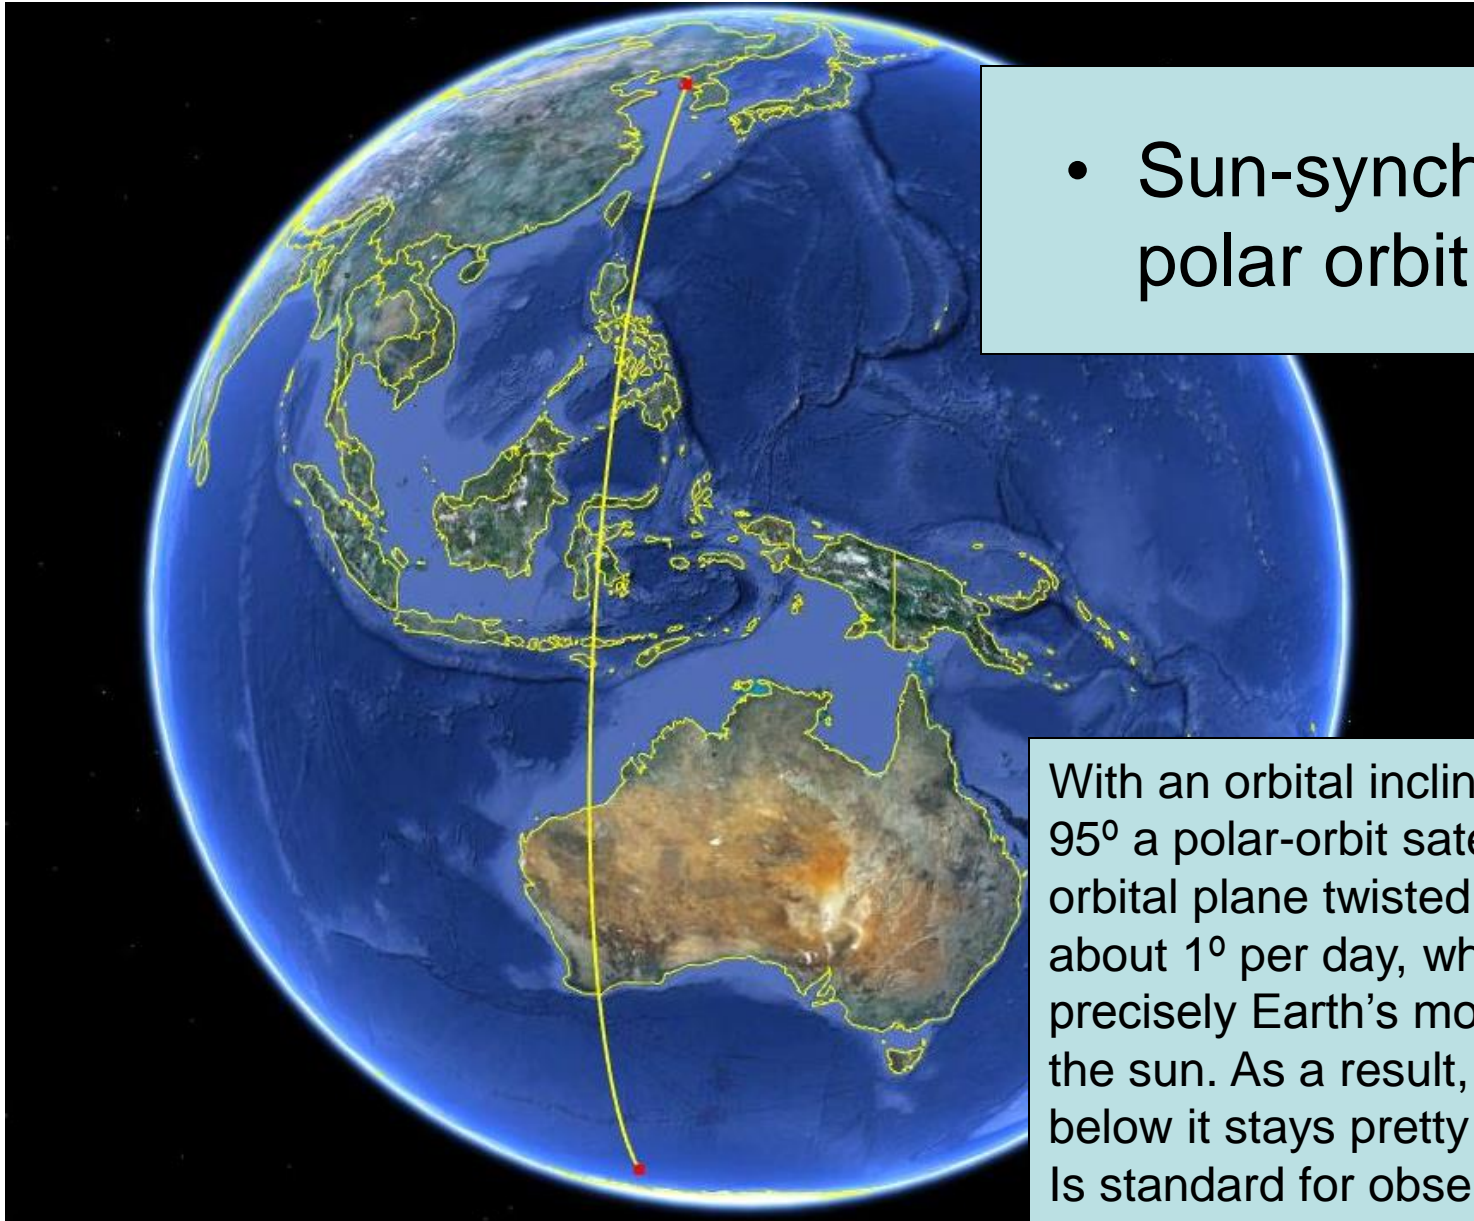 • Sun-synch
polar orbit
With an orbital inclin
95º a polar-orbit sate
orbital plane twisted
about 1º per day, wh
precisely Earth’s mo
the sun. As a result,
below it stays pretty
Is standard for obse